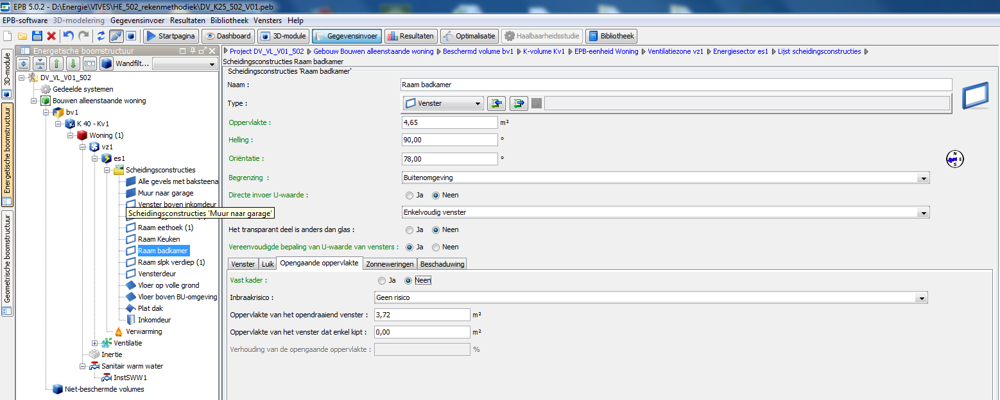 EPB 5.0.2 - D:\Energie\VIVES\HE_502_rekenmethodiek\DV_K25_502_V01.peb
EPB-software 3D-modelering Gegevensinvoer Resultaten Bibliotheek Vensters Help
Startpagina Dashboard 3D-module Gegevensinvoer Resultaten Optimalisatie Haalbaarheidsstudie Bibliotheek
3D-module
Energetische boomstructuur
Geometrische boomstructuur
Energetische boomstructuur
Wandfilt...
DV_VL_V01_502
Gedeelde systemen
Bouwen alleenstaande woning
bv1
K 40 - Kv1
Woning (1)
vz1
es1
Scheidingsconstructies
Alle gevels met baksteena
Muur naar garage
Venster boven inkomdeur
Scheidingsconstructies 'Muur naar garage'
Raam eethoek (1)
Raam Keuken
Raam badkamer
Raam slpk verdiep (1)
Vensterdeur
Vloer op volle grond
Vloer boven BU-omgeving
Plat dak
Inkomdeur
Verwarming
Ventilatie
Inertie
Sanitair warm water
InstSWW1
Niet-beschermde volumes
Project DV_VL_V01_502 Gebouw Bouwen alleenstaande woning Beschermd volume bv1 K-volume Kv1 EPB-eenheid Woning Ventilatiezone vz1 Energiesector es1 Lijst scheidingsconstructies
Scheidingsconstructies Raam badkamer
Scheidingsconstructies 'Raam badkamer'
Naam : Raam badkamer
Type : Venster
Oppervlakte : 4,65 m²
Helling : 90,00 °
Oriëntatie : 78,00 °
N
E
S
Begrenzing : Buitenomgeving
Directe invoer U-waarde : Ja Neen
Enkelvoudig venster
Het transparant deel is anders dan glas : Ja Neen
Vereenvoudigde bepaling van U-waarde van vensters : Ja Neen
Venster Luik Opengaande oppervlakte Zonneweringen Beschaduwing
Vast kader : Ja Neen
Inbraakrisico : Geen risico
Oppervlakte van het opendraaiend venster : 3,72 m²
Oppervlakte van het venster dat enkel kipt : 0,00 m²
Verhouding van de opengaande oppervlakte : %